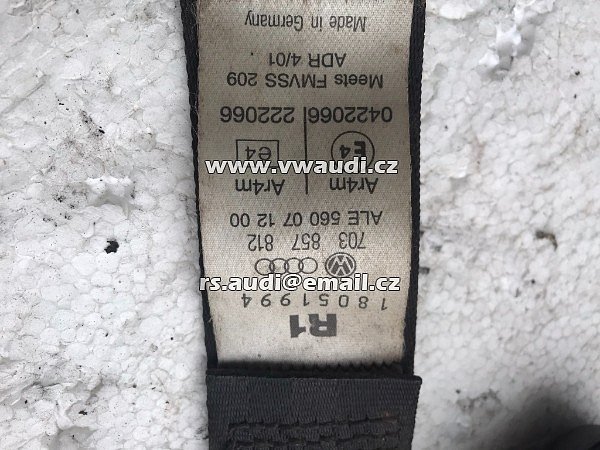 R1
18051994
703 857 812
ALE 560 07 12 00
Ar4m Ar4m
E4 e4
0422066 222066
Meets FMVSS 209
ADR 4/01
Made in Germany
www.vwaudi.cz
rs.audi@email.cz